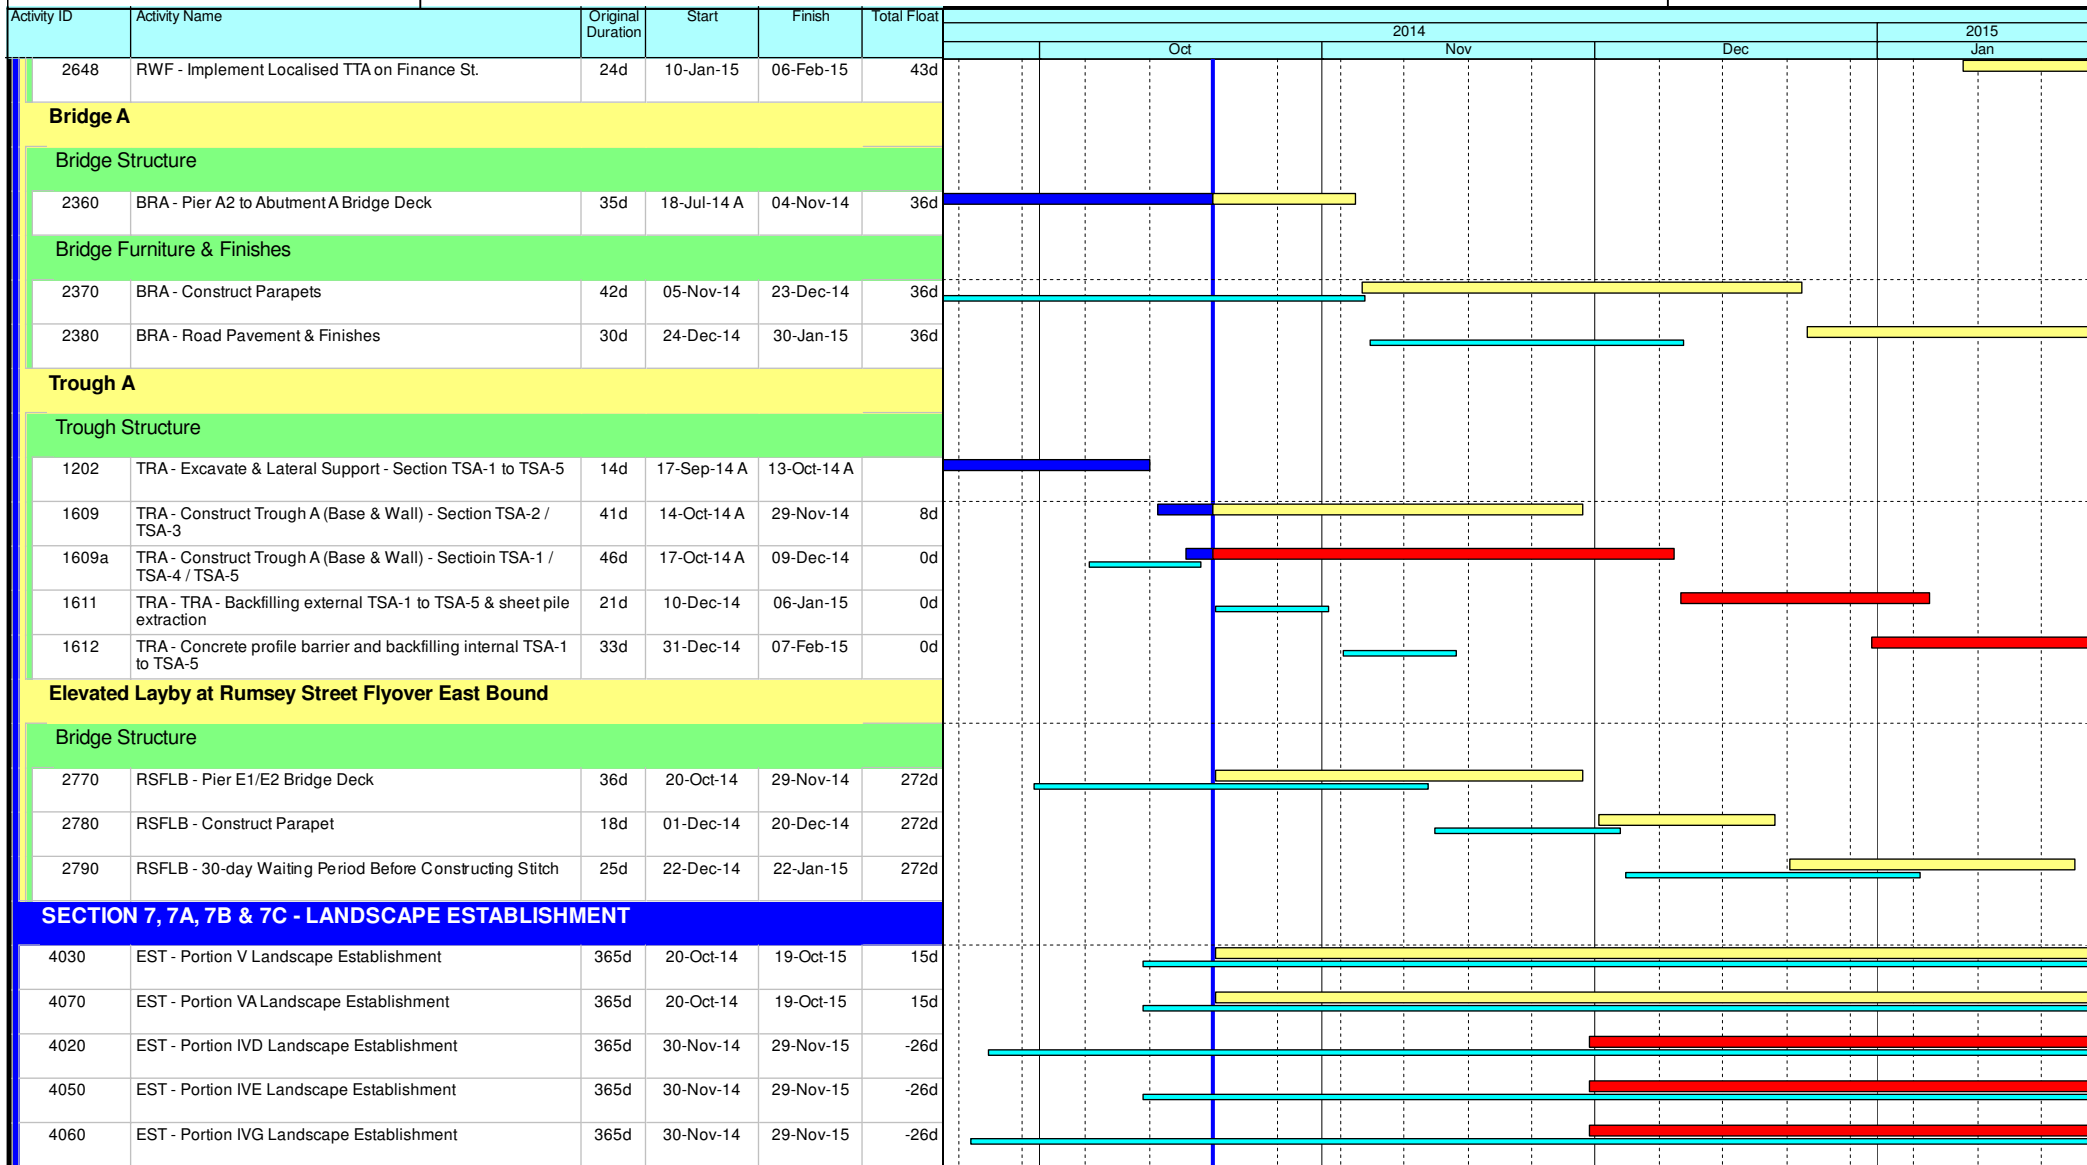 Activity ID Activity Name Original Duration Start Finish Total Float
2014 2015
Oct Nov Dec Jan
2648 RWF - Implement Localised TTA on Finance St. 24d 10-Jan-15 06-Feb-15 43d
Bridge A
Bridge Structure
2360 BRA - Pier A2 to Abutment A Bridge Deck 35d 18-Jul-14 A 04-Nov-14 36d
Bridge Furniture & Finishes
2370 BRA - Construct Parapets 42d 05-Nov-14 23-Dec-14 36d
2380 BRA - Road Pavement & Finishes 30d 24-Dec-14 30-Jan-15 36d
Trough A
Trough Structure
1202 TRA - Excavate & Lateral Support - Section TSA-1 to TSA-5 14d 17-Sep-14 A 13-Oct-14 A
1609 TRA - Construct Trough A (Base & Wall) - Section TSA-2 / 41d 14-Oct-14 A 29-Nov-14 8d
TSA-3
1609a TRA - Construct Trough A (Base & Wall) - Sectioin TSA-1 / 46d 17-Oct-14 A 09-Dec-14 0d
TSA-4 / TSA-5
1611 TRA - TRA - Backfilling external TSA-1 to TSA-5 & sheet pile 21d 10-Dec-14 06-Jan-15 0d
extraction
1612 TRA - Concrete profile barrier and backfilling internal TSA-1 33d 31-Dec-14 07-Feb-15 0d
to TSA-5
Elevated Layby at Rumsey Street Flyover East Bound
Bridge Structure
2770 RSFLB - Pier E1/E2 Bridge Deck 36d 20-Oct-14 29-Nov-14 272d
2780 RSFLB - Construct Parapet 18d 01-Dec-14 20-Dec-14 272d
2790 RSFLB - 30-day Waiting Period Before Constructing Stitch 25d 22-Dec-14 22-Jan-15 272d
SECTION 7, 7A, 7B & 7C - LANDSCAPE ESTABLISHMENT
4030 EST - Portion V Landscape Establishment 365d 20-Oct-14 19-Oct-15 15d
4070 EST - Portion VA Landscape Establishment 365d 20-Oct-14 19-Oct-15 15d
4020 EST - Portion IVD Landscape Establishment 365d 30-Nov-14 29-Nov-15 -26d
4050 EST - Portion IVE Landscape Establishment 365d 30-Nov-14 29-Nov-15 -26d
4060 EST - Portion IVG Landscape Establishment 365d 30-Nov-14 29-Nov-15 -26d